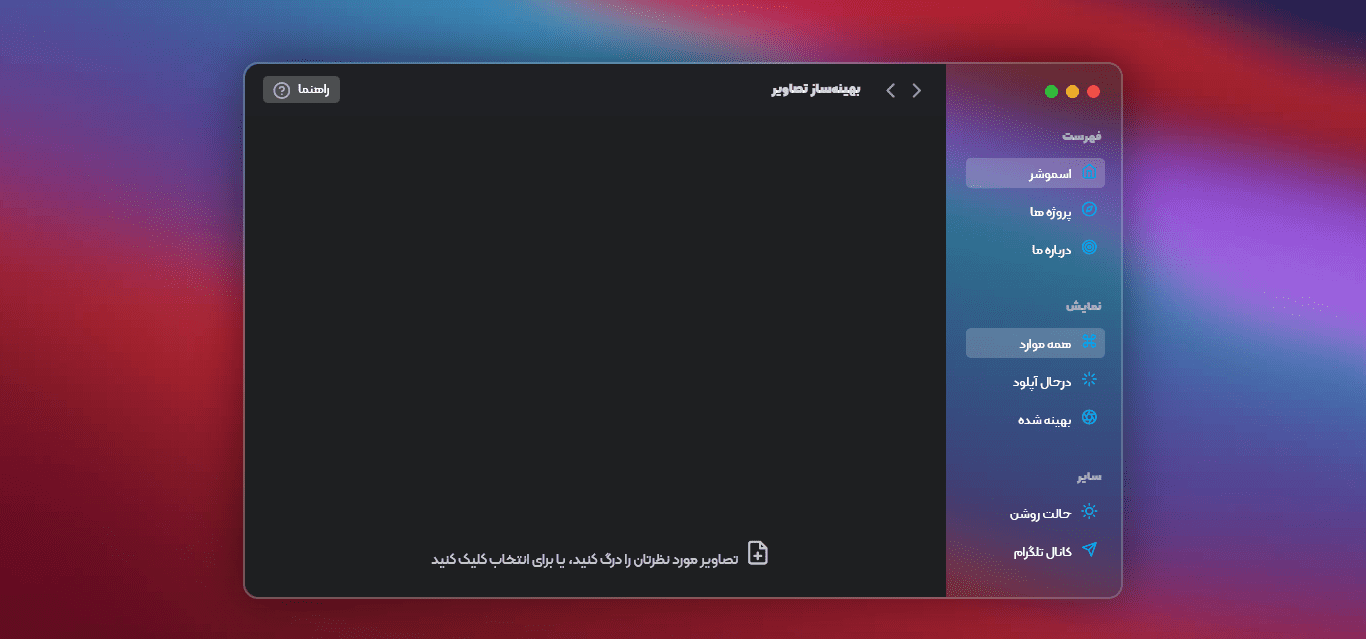 فهرست
اسموشر
پروژه ها
درباره ما
نمایش
همه موارد
درحال آپلود
بهینه شده
سایر
حالت روشن
کانال تلگرام
بهینه‌ساز تصاویر
راهنما
تصاویر مورد نظرتان را درگ کنید، یا برای انتخاب کلیک کنید